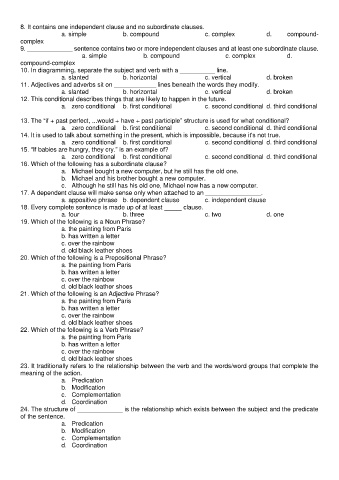 8. It contains one independent clause and no subordinate clauses.
a. simple b. compound c. complex d. compound-
complex
9. ______________ sentence contains two or more independent clauses and at least one subordinate clause.
a. simple b. compound c. complex d.
compound-complex
10. In diagramming, separate the subject and verb with a ___________ line.
a. slanted b. horizontal c. vertical d. broken
11. Adjectives and adverbs sit on _____________ lines beneath the words they modify.
a. slanted b. horizontal c. vertical d. broken
12. This conditional describes things that are likely to happen in the future.
a. zero conditional b. first conditional c. second conditional d. third conditional
13. The "if + past perfect, ...would + have + past participle" structure is used for what conditional?
a. zero conditional b. first conditional c. second conditional d. third conditional
14. It is used to talk about something in the present, which is impossible, because it's not true.
a. zero conditional b. first conditional c. second conditional d. third conditional
15. "If babies are hungry, they cry." is an example of?
a. zero conditional b. first conditional c. second conditional d. third conditional
16. Which of the following has a subordinate clause?
a. Michael bought a new computer, but he still has the old one.
b. Michael and his brother bought a new computer.
c. Although he still has his old one, Michael now has a new computer.
17. A dependent clause will make sense only when attached to an _________________.
a. appositive phrase b. dependent clause c. independent clause
18. Every complete sentence is made up of at least _____ clause.
a. four b. three c. two d. one
19. Which of the following is a Noun Phrase?
a. the painting from Paris
b. has written a letter
c. over the rainbow
d. old black leather shoes
20. Which of the following is a Prepositional Phrase?
a. the painting from Paris
b. has written a letter
c. over the rainbow
d. old black leather shoes
21. Which of the following is an Adjective Phrase?
a. the painting from Paris
b. has written a letter
c. over the rainbow
d. old black leather shoes
22. Which of the following is a Verb Phrase?
a. the painting from Paris
b. has written a letter
c. over the rainbow
d. old black leather shoes
23. It traditionally refers to the relationship between the verb and the words/word groups that complete the
meaning of the action.
a. Predication
b. Modification
c. Complementation
d. Coordination
24. The structure of ______________ is the relationship which exists between the subject and the predicate
of the sentence.
a. Predication
b. Modification
c. Complementation
d. Coordination